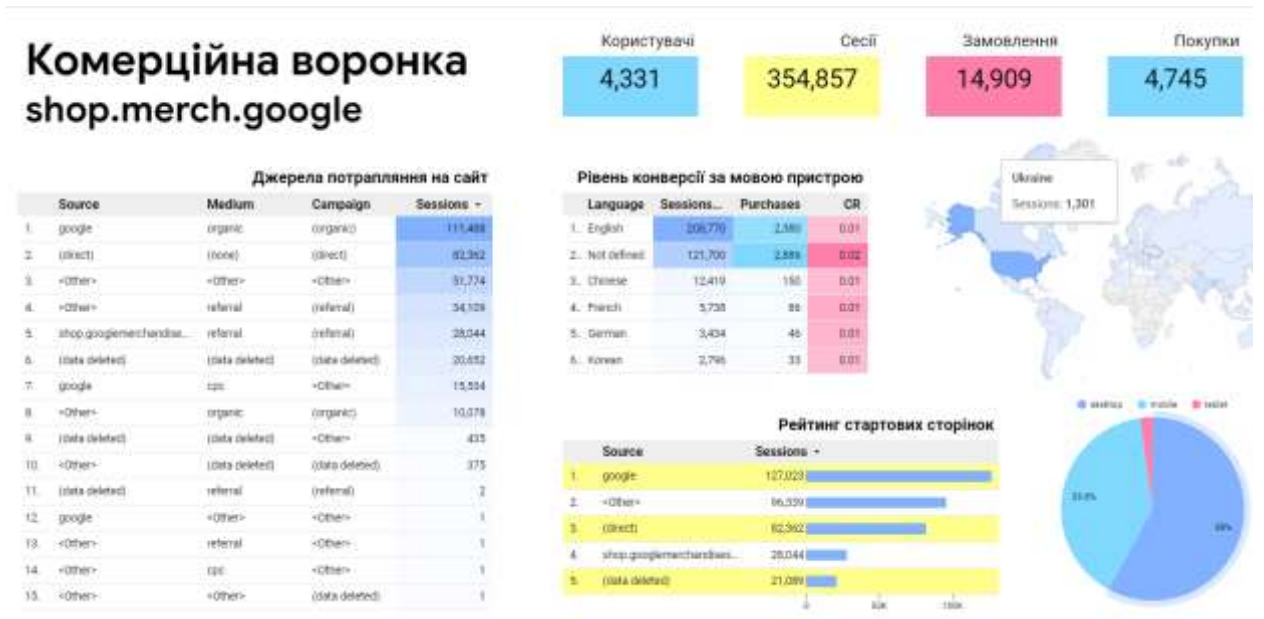 Комерційна воронка
shop.merch.google
Користувачі
4,331
Сесії
354,857
Замовлення
14,909
Покупки
4,745
Джерела потрапляння на сайт
Source Medium Campaign Sessions
1. google organic (organic) 111,488
2. (direct) (none) (direct) 82,362
3. <Other> <Other> <Other> 51,774
4. <Other> referral (referral) 34,109
5. shop.googlemerchandise... referral (referral) 28,044
6. (data deleted) (data deleted) (data deleted) 20,652
7. google cpc <Other> 15,534
8. <Other> organic (organic) 10,078
9. (data deleted) (data deleted) <Other> 435
10. <Other> (data deleted) (data deleted) 375
11. (data deleted) referral (referral) 2
12. google <Other> <Other> 1
13. <Other> referral <Other> 1
14. <Other> cpc <Other> 1
15. <Other> <Other> (data deleted) 1
Рівень конверсії за мовою пристрою
Language Sessions... Purchases CR
1. English 0.01
2. Not defined 121,700 0.02
3. Chinese 12,419 150 0.01
4. French 5,738 86 0.01
5. German 3,434 46 0.01
6. Korean 2,796 33 0.01
Ukraine
Sessions: 1,301
Рейтинг стартових сторінок
Source Sessions
1. google 127,023
2. <Other> 96,339
3. (direct) 82,362
4. shop.googlemerchandises... 28,044
5. (data deleted) 21,089
0 50K 100K
desktop mobile tablet